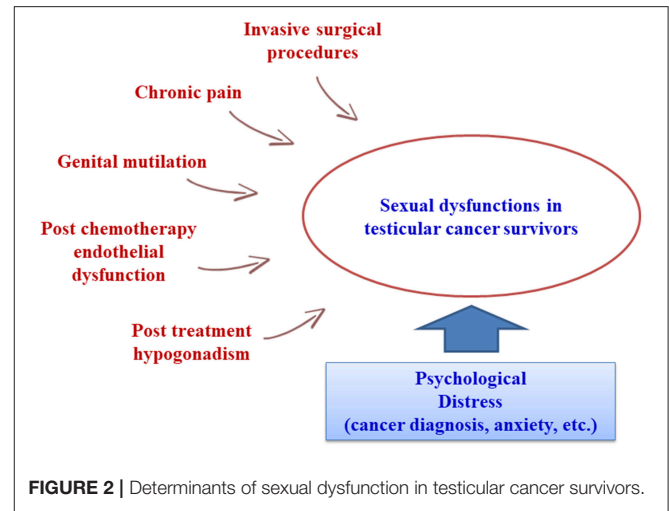 Invasive surgical
procedures
Chronic pain
Genital mutilation
Post chemotherapy
endothelial
dysfunction
Post treatment
hypogonadism
Sexual dysfunctions in
testicular cancer survivors
Psychological
Distress
(cancer diagnosis, anxiety, etc.)
FIGURE 2 | Determinants of sexual dysfunction in testicular cancer survivors.